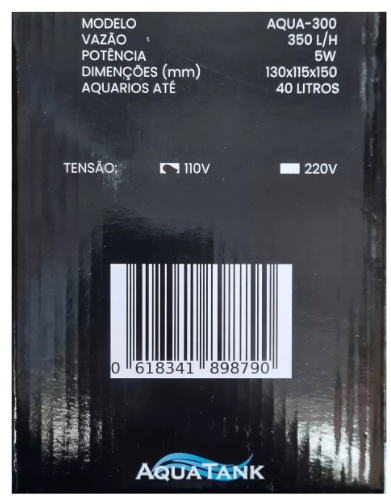 MODELO AQUA-300
VAZÃO 350 L/H
POTÊNCIA 5W
DIMENÇÕES (mm) 130x115x150
AQUARIOS ATÉ 40 LITROS
TENSÃO: 110V 220V
0 618341 898790
AQUATANK